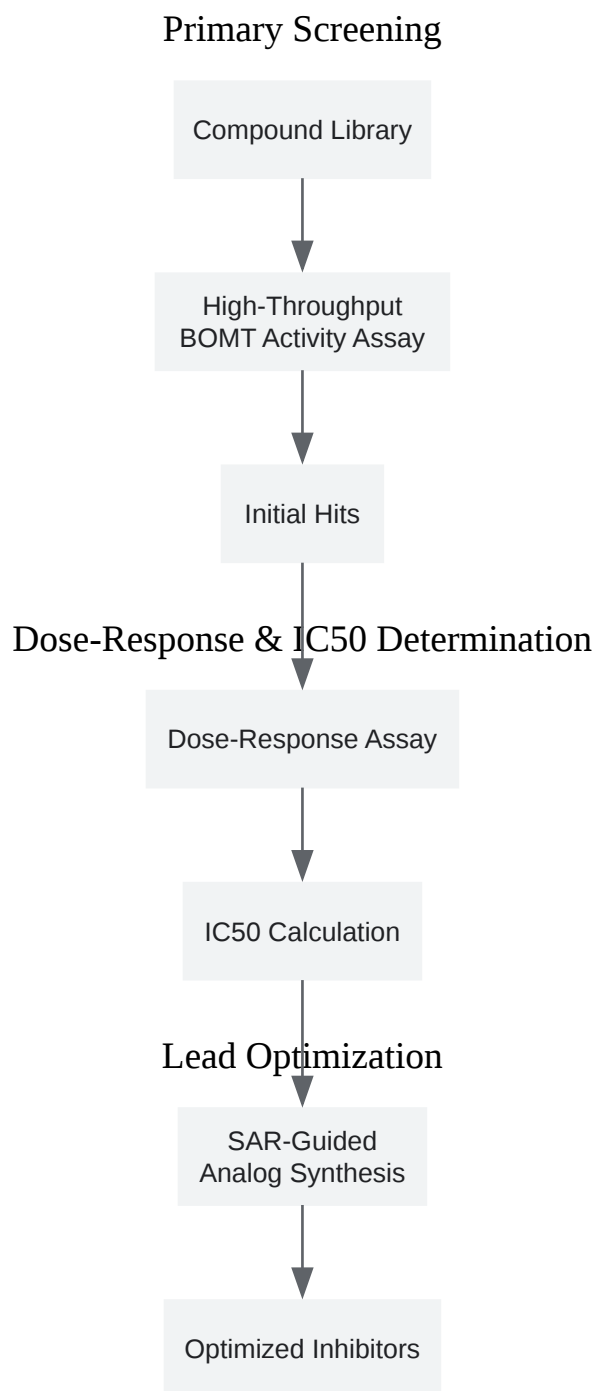 Primary Screening
Compound Library
High-Throughput
BOMT Activity Assay
Initial Hits
Dose-Response & IC50 Determination
Dose-Response Assay
IC50 Calculation
Lead Optimization
SAR-Guided
Analog Synthesis
Optimized Inhibitors